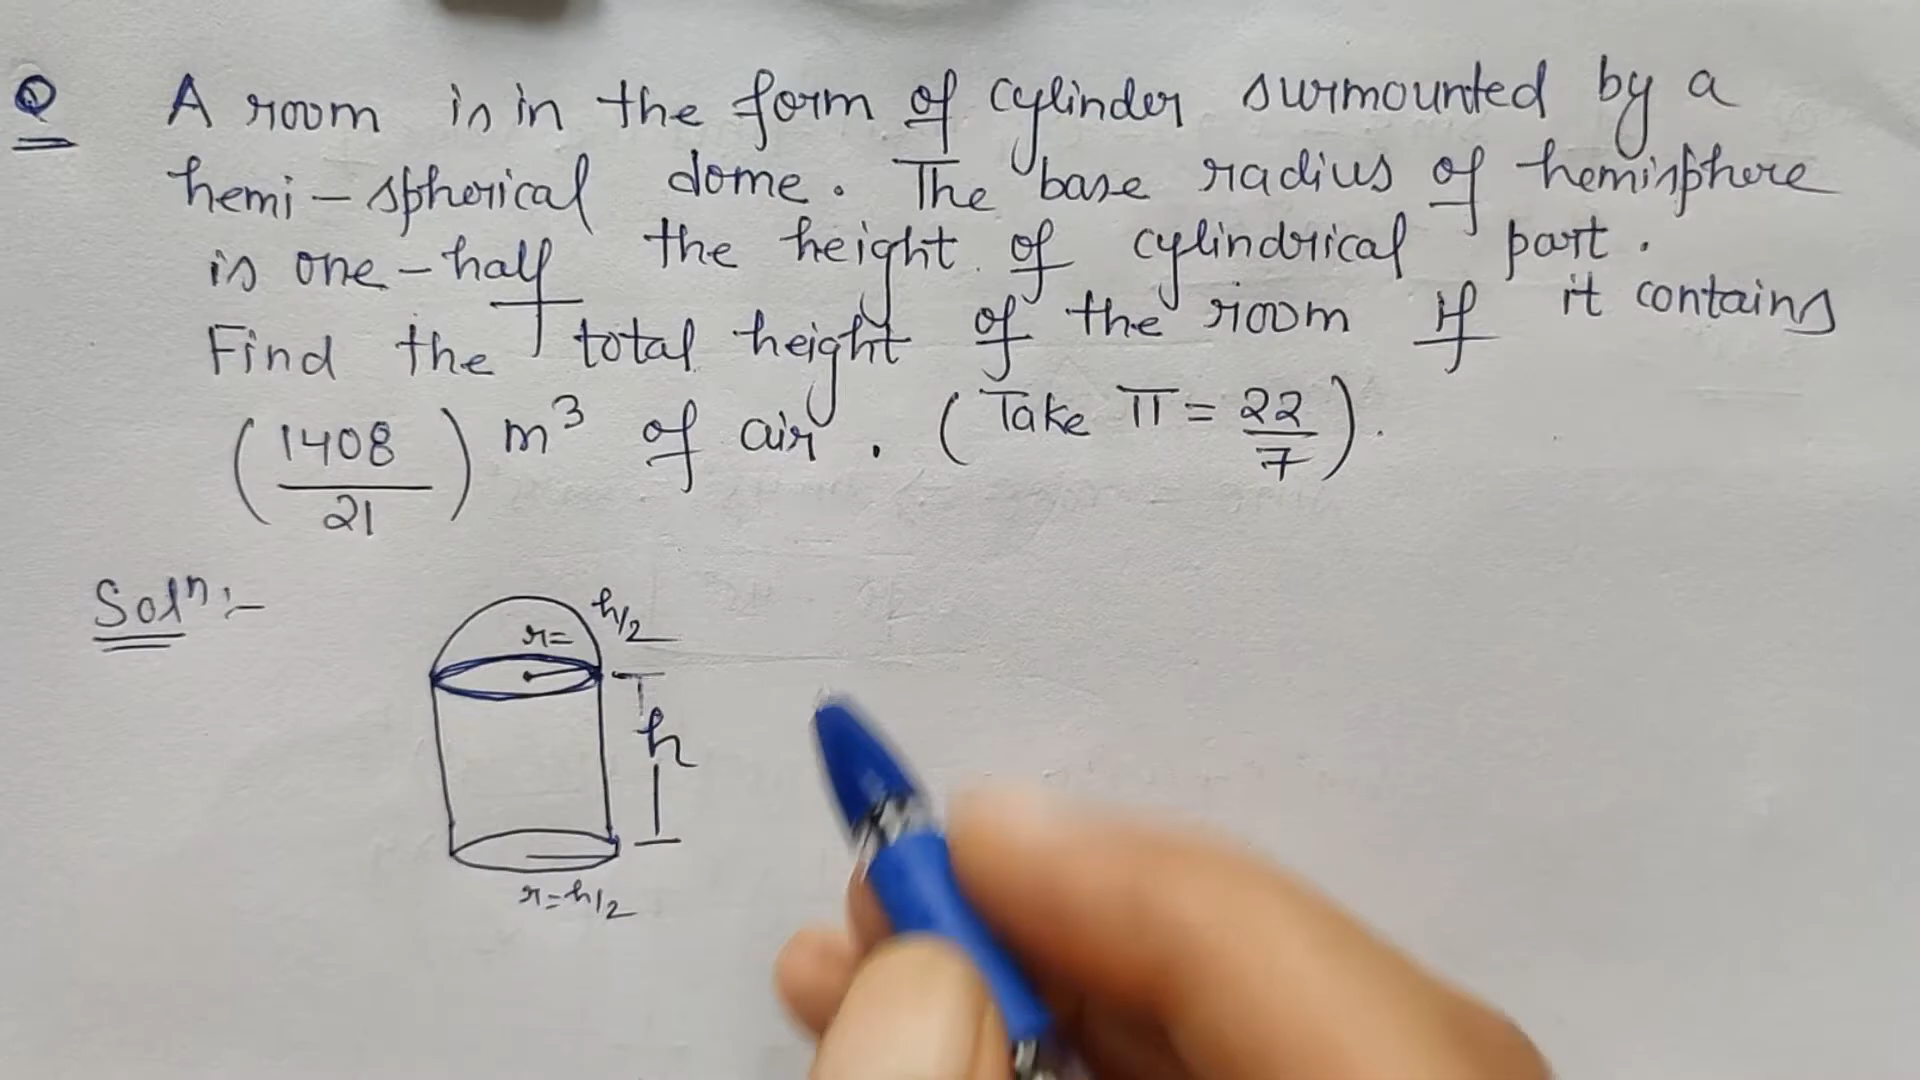 Q A room is in the form of cylinder surmounted by a
hemi-spherical dome. The base radius of hemisphere
is one-half the height of cylindrical part.
Find the total height of the room if it contains
(1408/21) m³ of air. (Take π = 22/7).
Solⁿ:-
h/2
r=
h
r=h/2